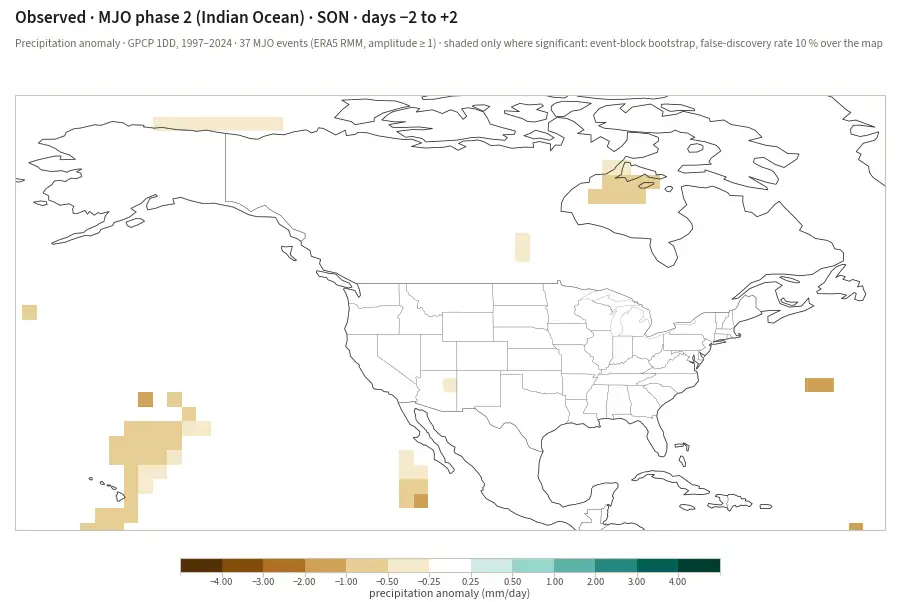 Observed · MJO phase 2 (Indian Ocean) · SON · days −2 to +2
Precipitation anomaly · GPCP 1DD, 1997–2024 · 37 MJO events (ERA5 RMM, amplitude ≥ 1) · shaded only where significant: event-block bootstrap, false-discovery rate 10 % over the map
−4.00 −3.00 −2.00 −1.00 −0.50 −0.25 0.25 0.50 1.00 2.00 3.00 4.00
precipitation anomaly (mm/day)